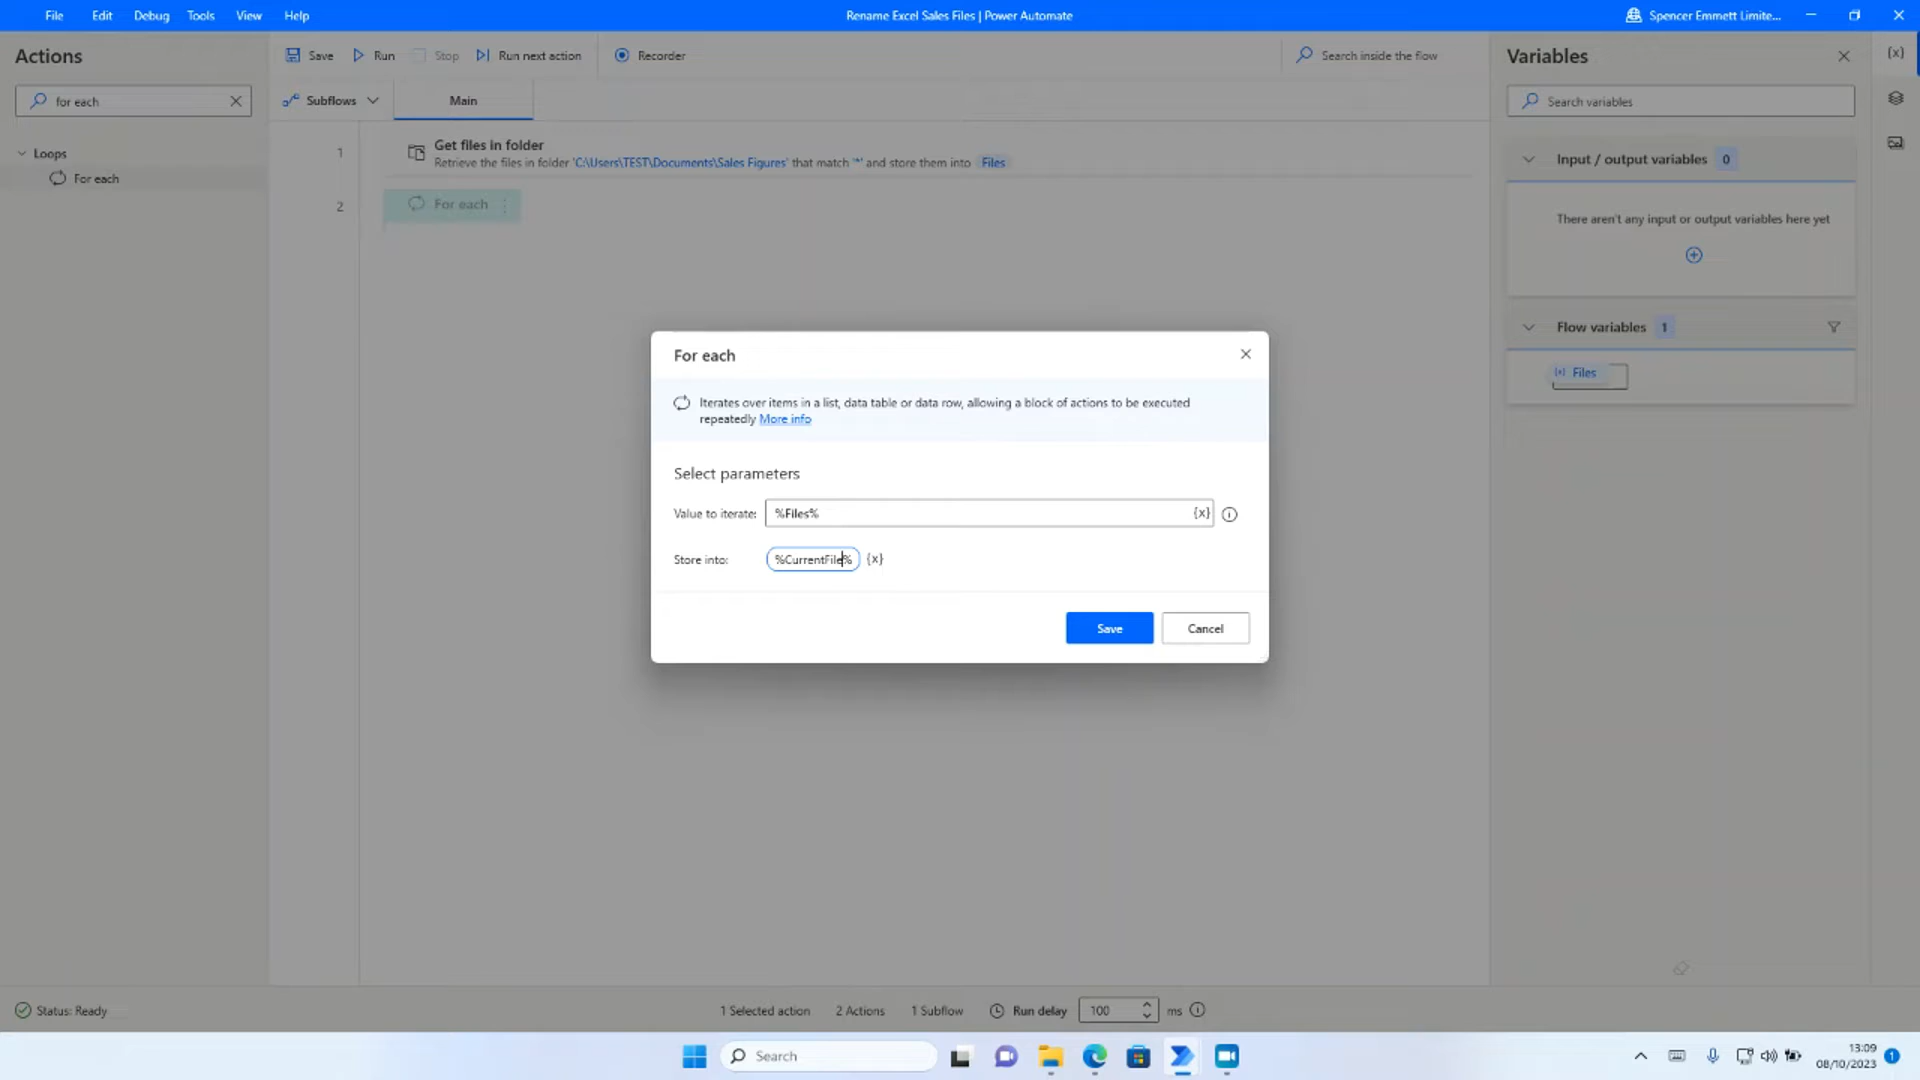 File Edit Debug Tools View Help
Rename Excel Sales Files | Power Automate
Spencer Emmett Limite...
Actions
for each
Loops
For each
Save Run Stop Run next action Recorder
Search inside the flow
Subflows Main
1
Get files in folder
Retrieve the files in folder 'C:\Users\TEST\Documents\Sales Figures' that match '*' and store them into Files
2
For each
For each
Iterates over items in a list, data table or data row, allowing a block of actions to be executed
repeatedly More info
Select parameters
Value to iterate: %Files% {x}
Store into: %CurrentFile% {x}
Save Cancel
Variables
{x}
Search variables
Input / output variables 0
There aren't any input or output variables here yet
Flow variables 1
Files
Status: Ready
1 Selected action 2 Actions 1 Subflow Run delay 100 ms
Search
13:09
08/10/2023
1